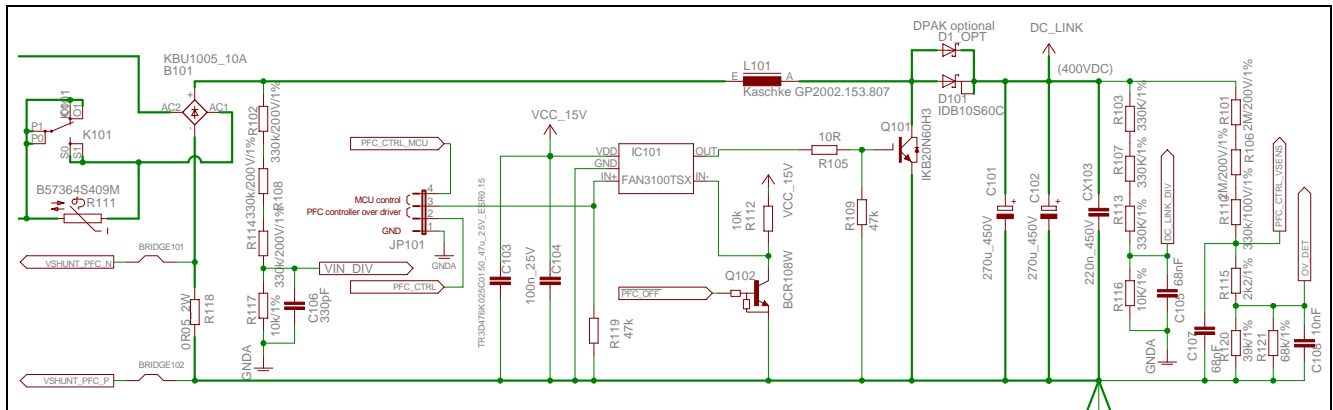 DPAK optional
D1_OPT
DC_LINK
KBU1005_10A
B101
L101
E
A
(400VDC)
Kaschke GP2002.153.807
D101
IDB10S60C
AC2
AC1
+
-
R102
330k/200V/1%
R103
330K/1%
R101
2M/200V/1%
O1
P1
P0
K101
S0
S1
VCC_15V
PFC_CTRL_MCU
VDD
GND
IN+
IC101
FAN3100TSX
OUT
IN-
10R
R105
Q101
IKB20N60H3
R108
330k/200V/1%
R107
330K/1%
R106
2M/200V/1%
B57364S409M
R111
MCU control
PFC controller over driver
GND
4
3
2
1
JP101
GNDA
VCC_15V
10k
R112
R109
47k
C101
270u_450V
C102
270u_450V
CX103
220n_450V
R113
330K/1%
DC_LINK_DIV
R110
330k/100V/1%
PFC_CTRL_VSENS
OV_DET
R114
330k/200V/1%
BRIDGE101
VSHUNT_PFC_N
VIN_DIV
PFC_CTRL
C103
TR3D476K025C0150_47u_25V_ESR0.15
C104
100n_25V
Q102
BCR108W
PFC_OFF
R118
0R05_2W
R117
10k/1%
C106
330pF
R119
47k
R116
10K/1%
C105
68nF
R115
2k2/1%
GNDA
GNDA
C107
68nF
R120
39k/1%
R121
68k/1%
C108
10nF
BRIDGE102
VSHUNT_PFC_P